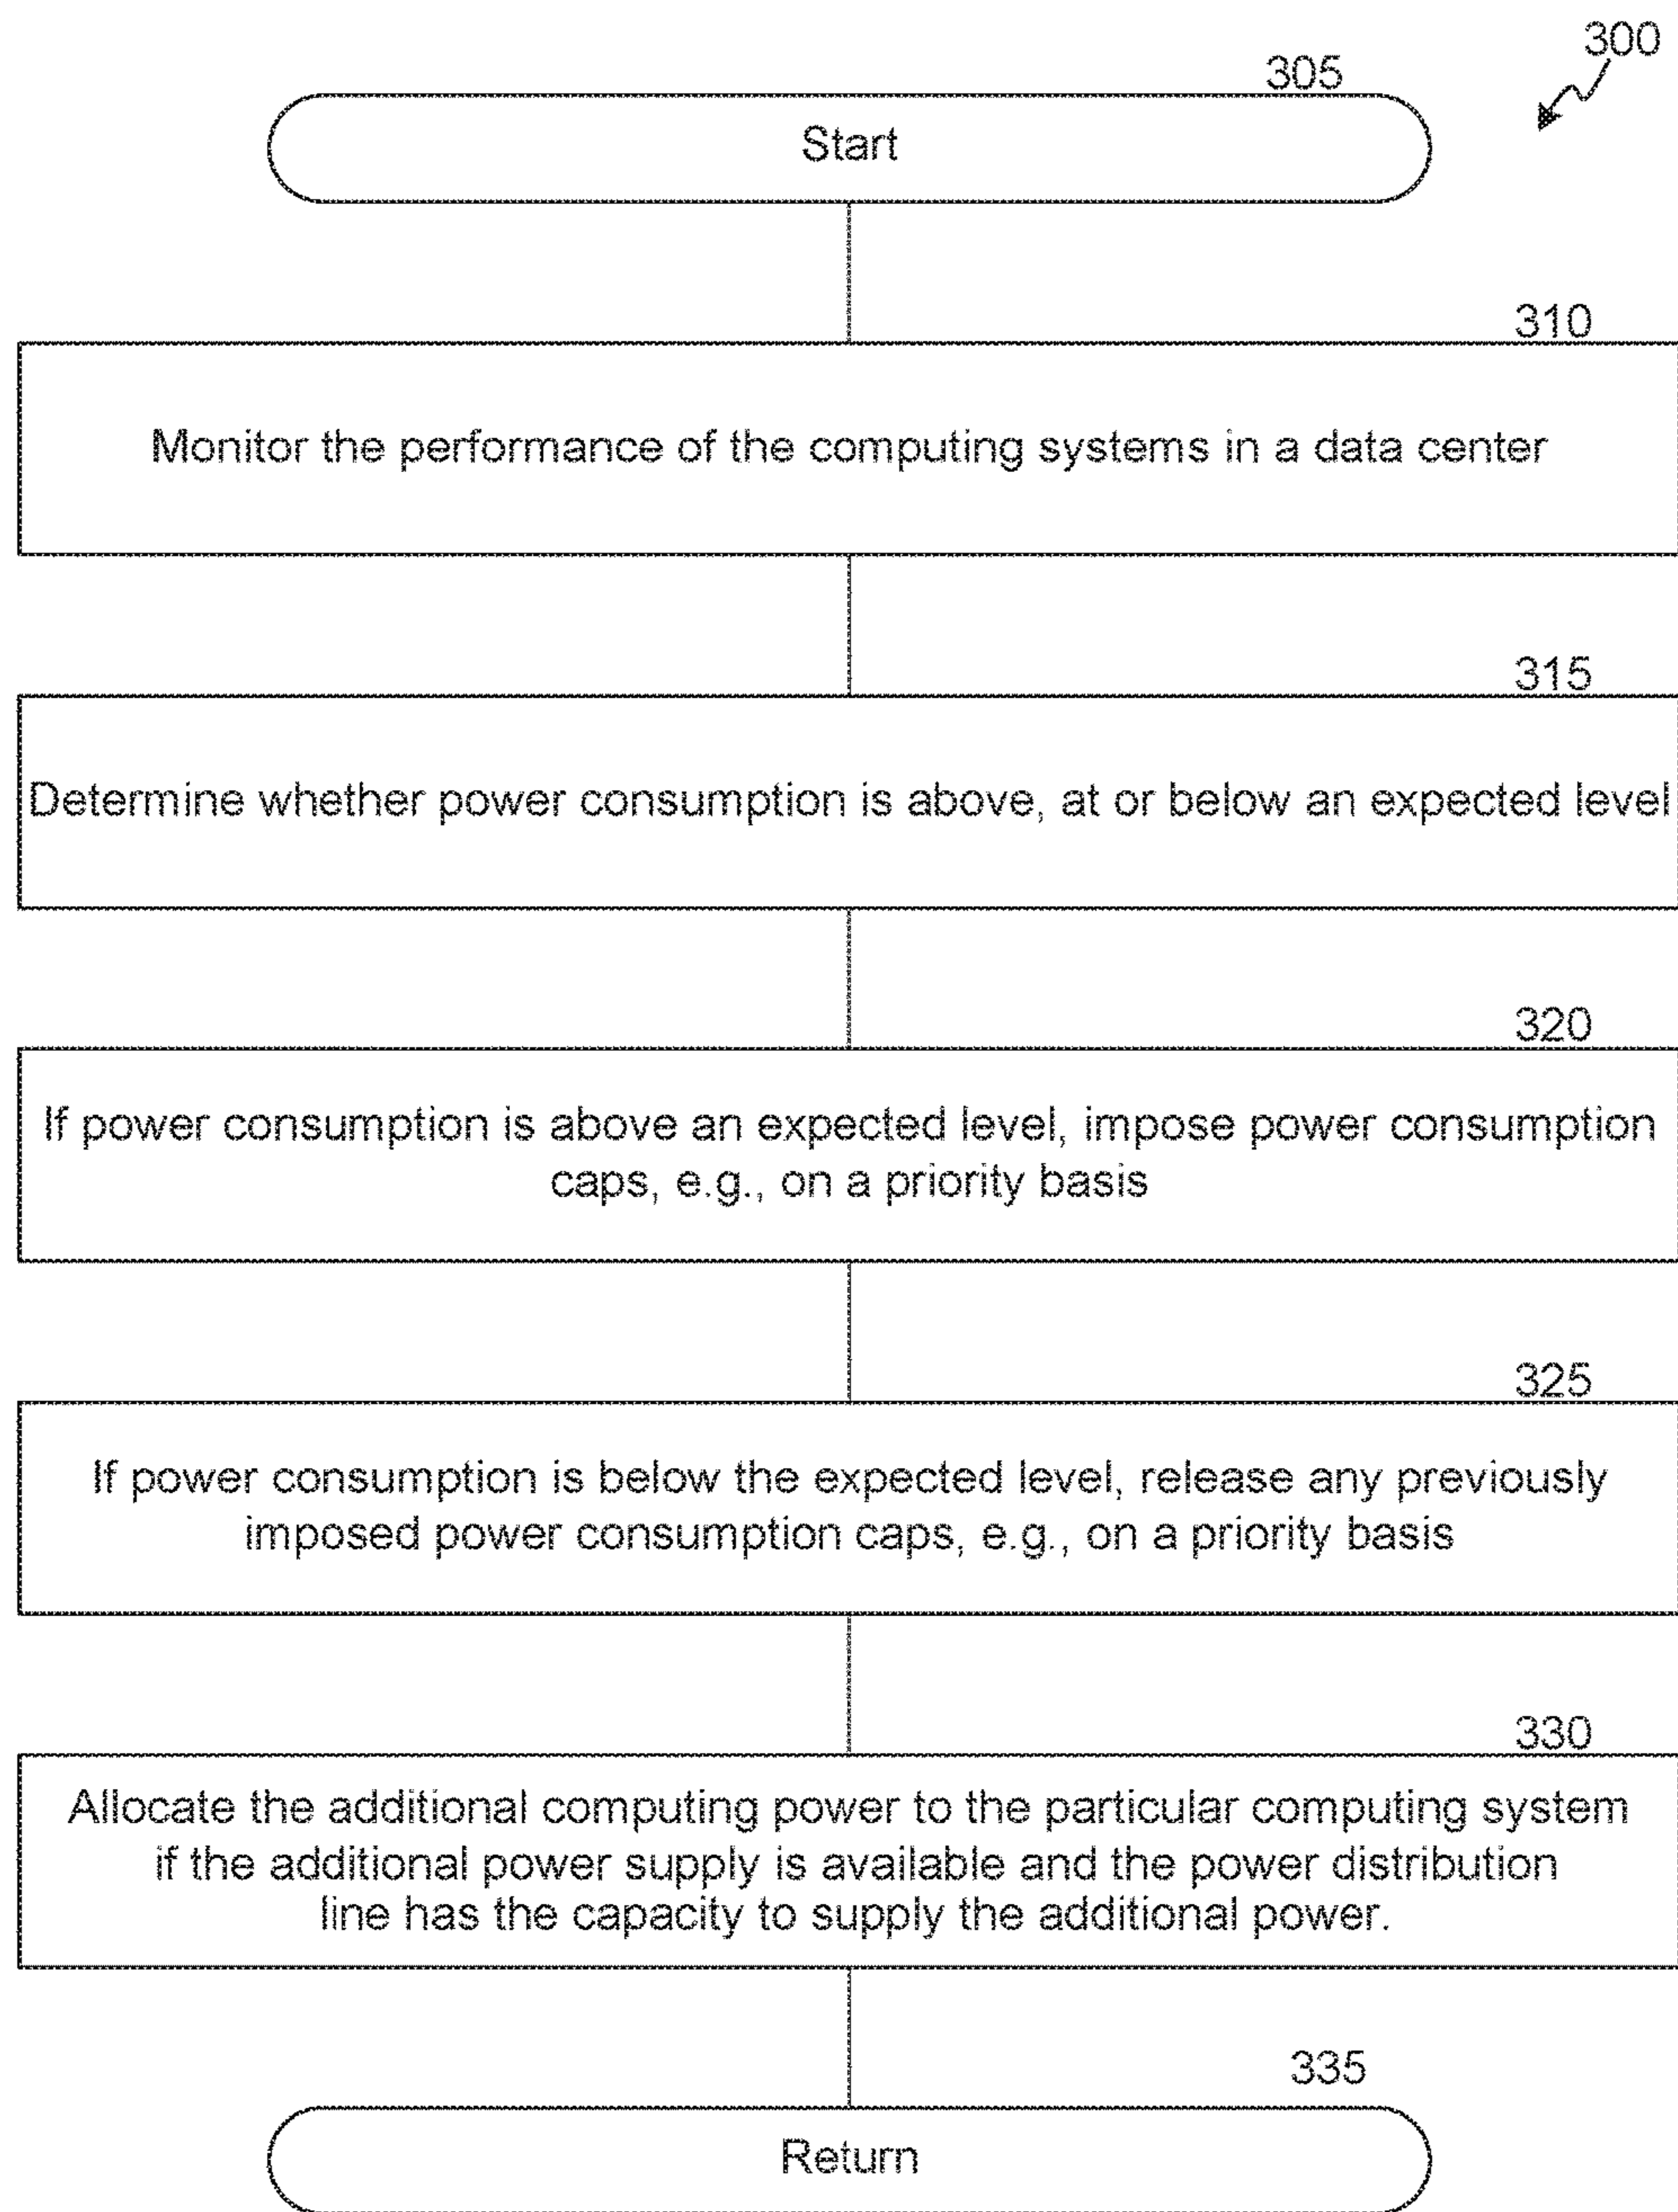 300
305
Start
310
Monitor the performance of the computing systems in a data center
315
Determine whether power consumption is above, at or below an expected level
320
If power consumption is above an expected level, impose power consumption
caps, e.g., on a priority basis
325
If power consumption is below the expected level, release any previously
imposed power consumption caps, e.g., on a priority basis
330
Allocate the additional computing power to the particular computing system
if the additional power supply is available and the power distribution
line has the capacity to supply the additional power.
335
Return